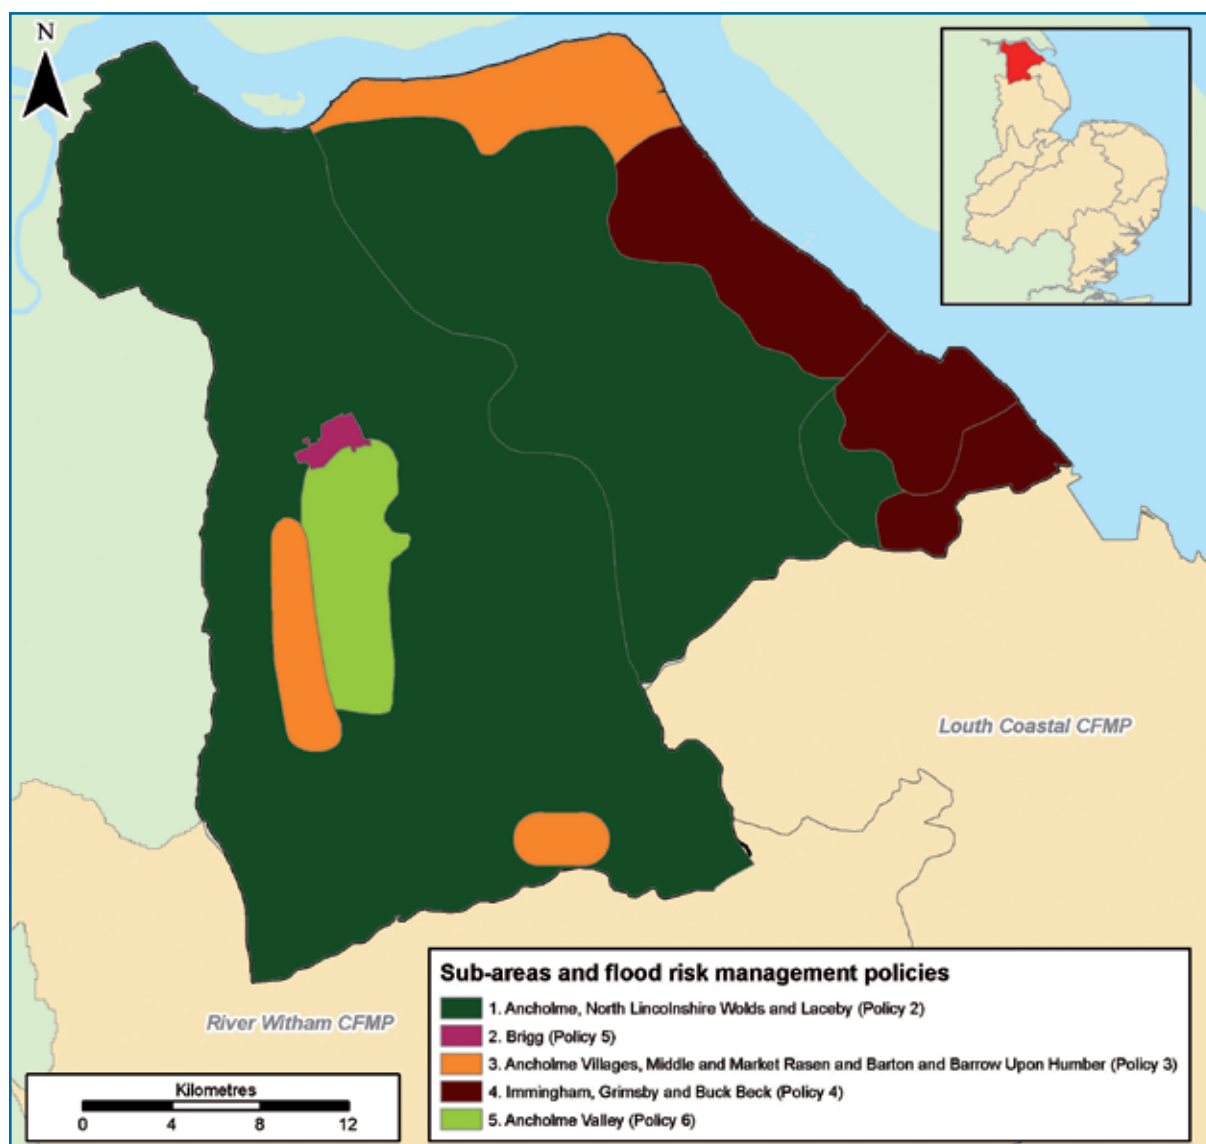 N
Louth Coastal CFMP
River Witham CFMP
Sub-areas and flood risk management policies
1. Ancholme, North Lincolnshire Wolds and Laceby (Policy 2)
2. Brigg (Policy 5)
3. Ancholme Villages, Middle and Market Rasen and Barton and Barrow Upon Humber (Policy 3)
4. Immingham, Grimsby and Buck Beck (Policy 4)
5. Ancholme Valley (Policy 6)
Kilometres
0 4 8 12